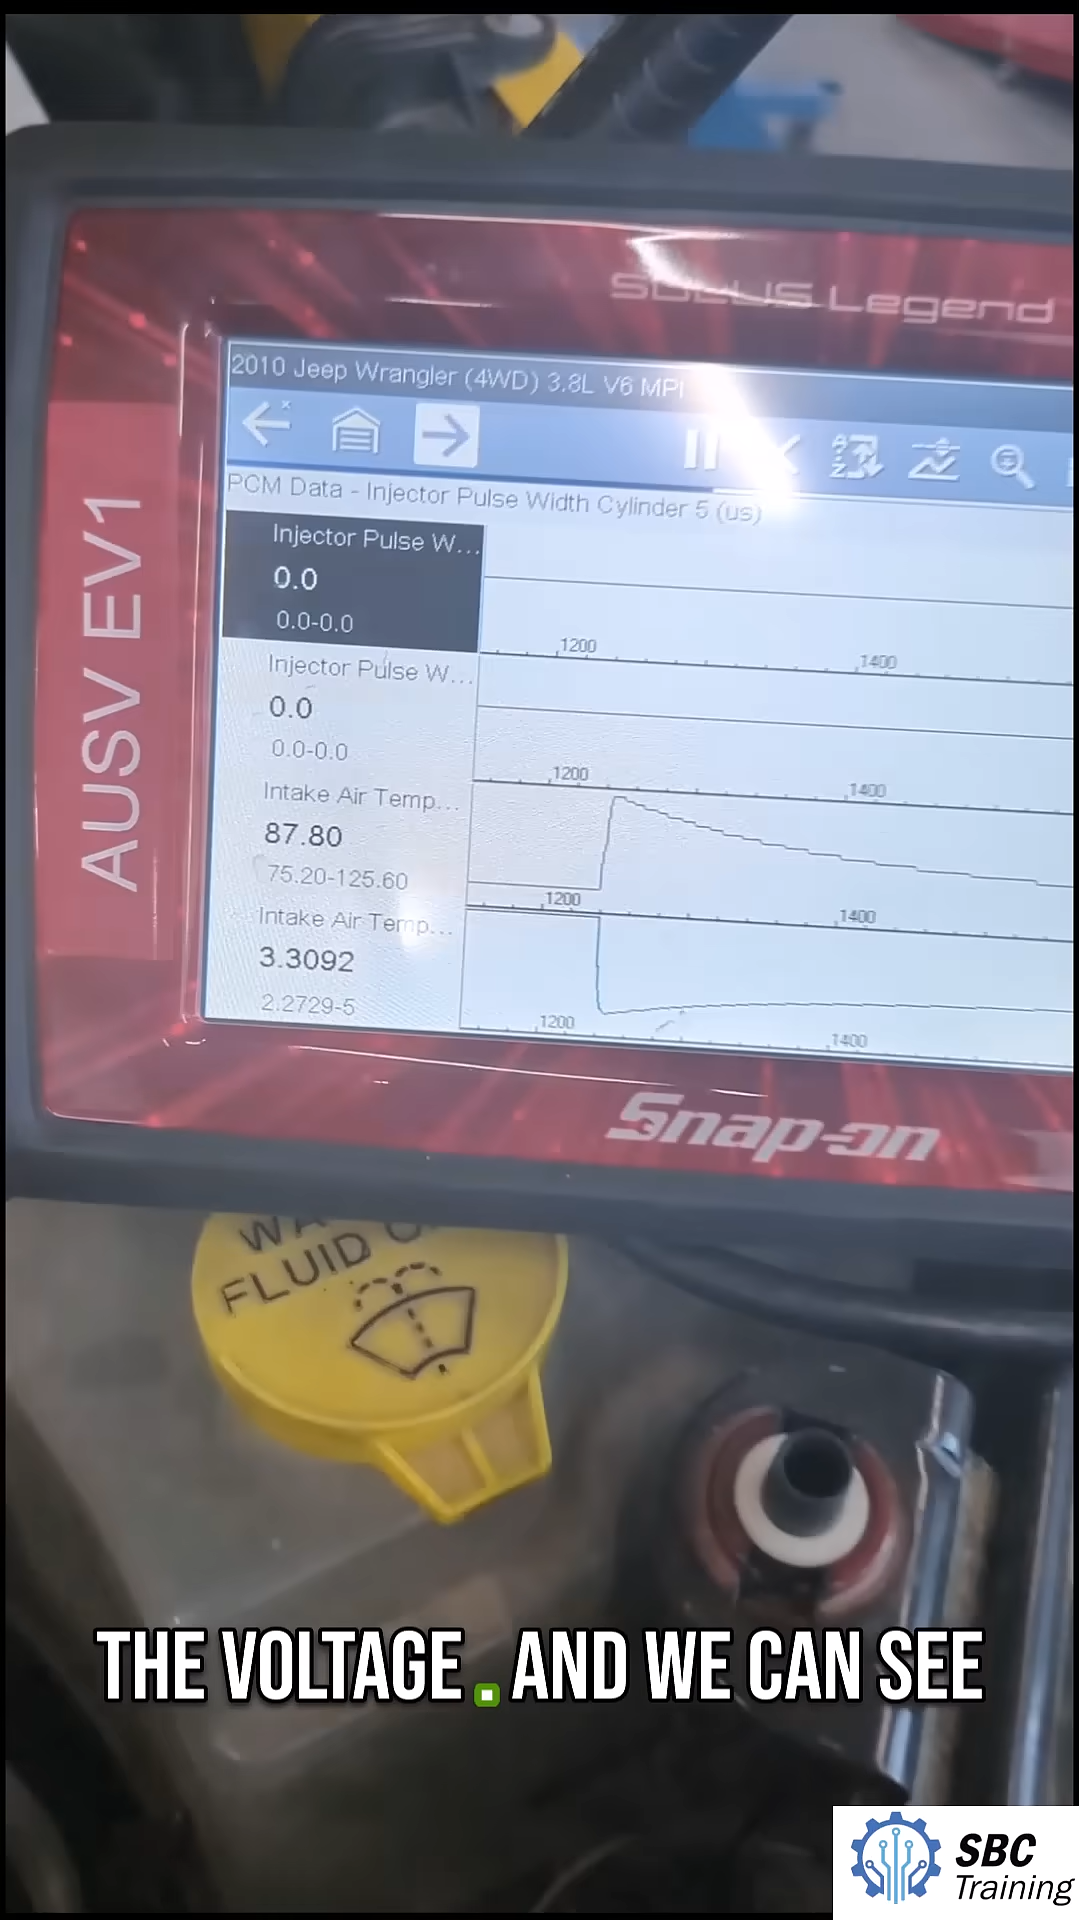 SOLUS Legend
2010 Jeep Wrangler (4WD) 3.8L V6 MPI
PCM Data - Injector Pulse Width Cylinder 5 (us)
Injector Pulse W...
0.0
0.0-0.0
1200
1400
Injector Pulse W...
0.0
0.0-0.0
1200
1400
Intake Air Temp...
87.80
75.20-125.60
1200
1400
Intake Air Temp...
3.3092
2.2729-5
1200
1400
AUSV EV1
Snap-on
FLUID
THE VOLTAGE. AND WE CAN SEE
SBC
Training